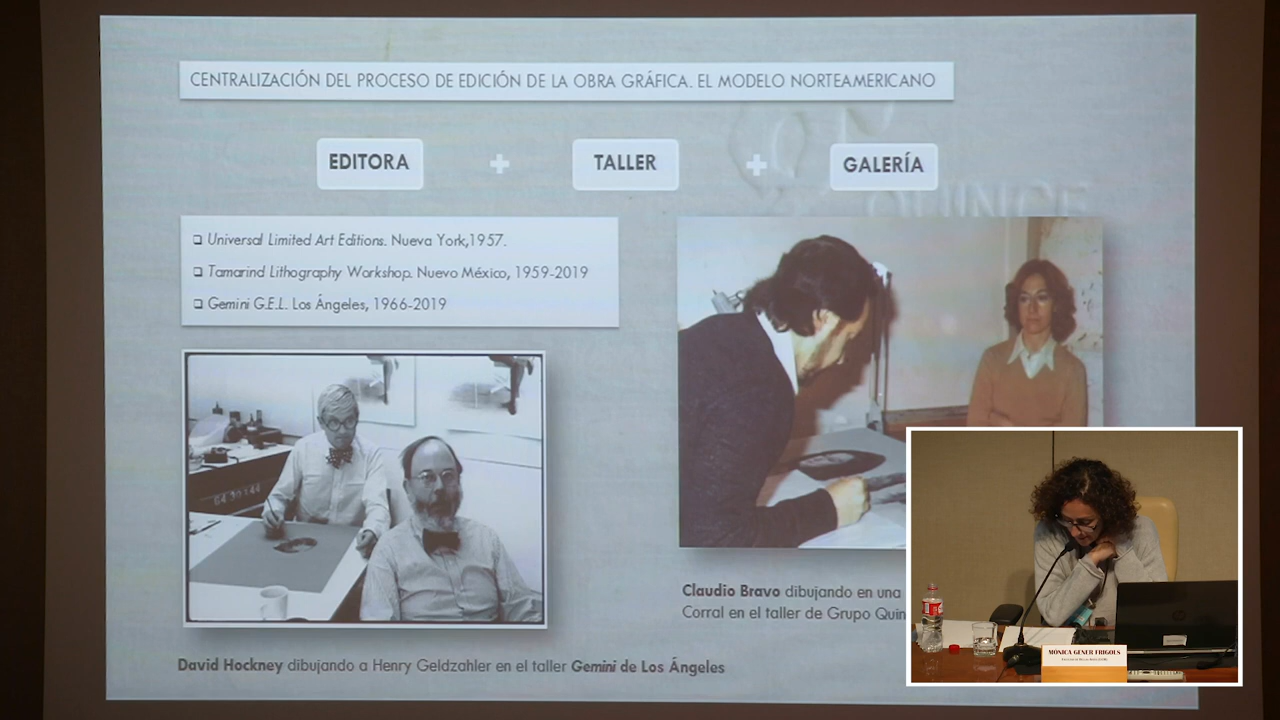 CENTRALIZACIÓN DEL PROCESO DE EDICIÓN DE LA OBRA GRÁFICA. EL MODELO NORTEAMERICANO
EDITORA + TALLER + GALERÍA
QUINCE
❏ Universal Limited Art Editions. Nueva York,1957.
❏ Tamarind Lithography Workshop. Nuevo México, 1959-2019
❏ Gemini G.E.L. Los Ángeles, 1966-2019
Claudio Bravo dibujando en una
Corral en el taller de Grupo Quin
David Hockney dibujando a Henry Geldzahler en el taller Gemini de Los Ángeles
MÓNICA GENER FRIGOLS